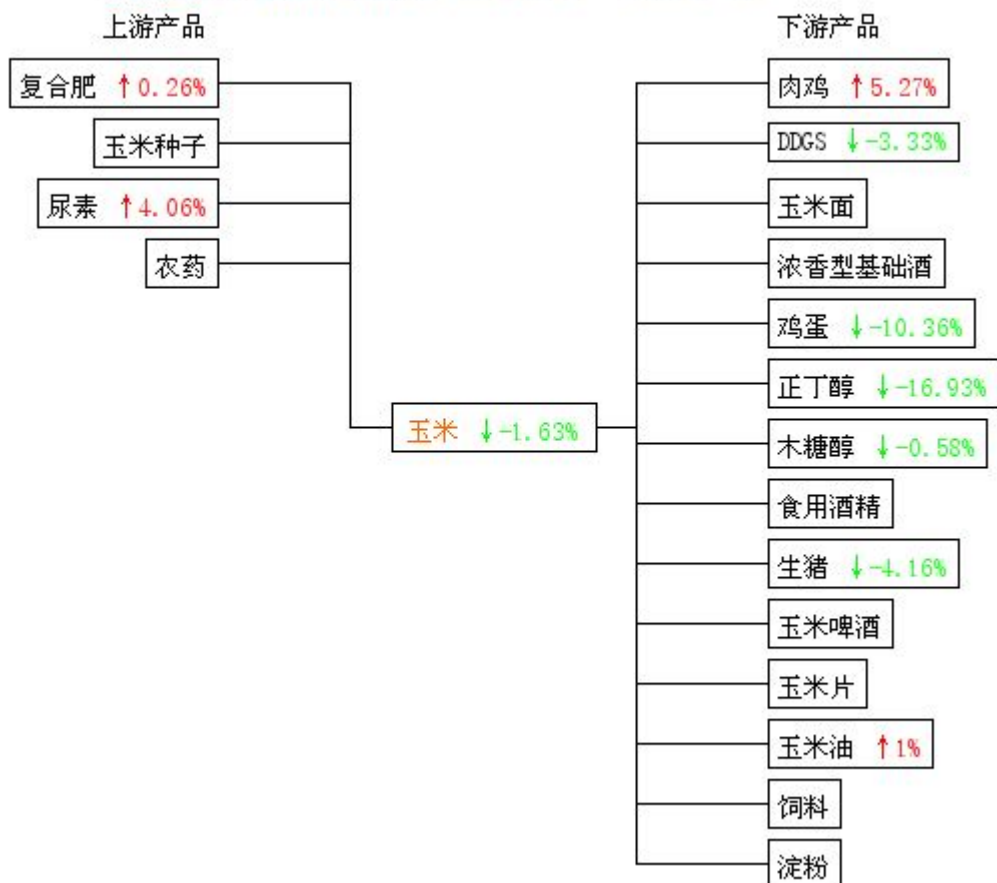 上游产品
复合肥 ↑0.26%
玉米种子
尿素 ↑4.06%
农药
玉米 ↓-1.63%
下游产品
肉鸡 ↑5.27%
DDGS ↓-3.33%
玉米面
浓香型基础酒
鸡蛋 ↓-10.36%
正丁醇 ↓-16.93%
木糖醇 ↓-0.58%
食用酒精
生猪 ↓-4.16%
玉米啤酒
玉米片
玉米油 ↑1%
饲料
淀粉